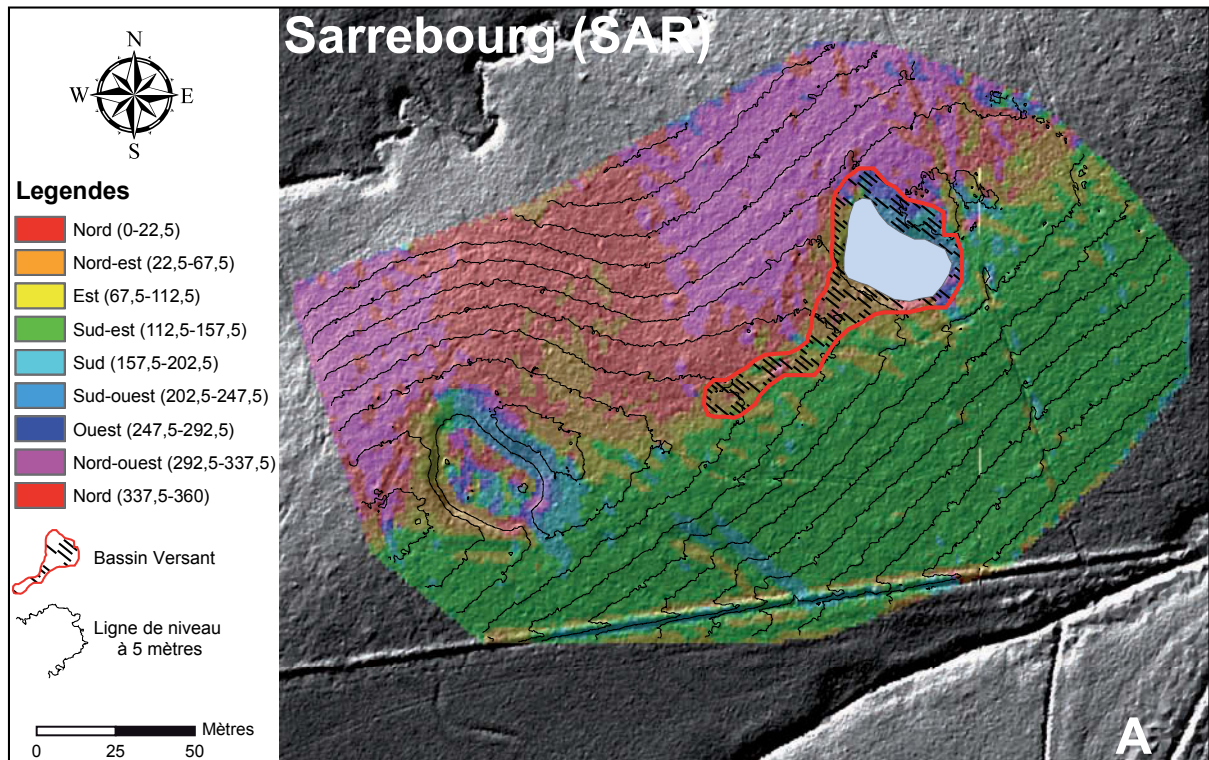 Sarrebourg (SAR)
N
W
E
S
Legendes
Nord (0-22,5)
Nord-est (22,5-67,5)
Est (67,5-112,5)
Sud-est (112,5-157,5)
Sud (157,5-202,5)
Sud-ouest (202,5-247,5)
Ouest (247,5-292,5)
Nord-ouest (292,5-337,5)
Nord (337,5-360)
Bassin Versant
Ligne de niveau
à 5 mètres
Mètres
0 25 50
A